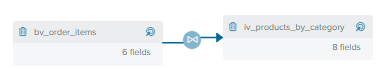 bv_order_items
6 fields
iv_products_by_category
8 fields